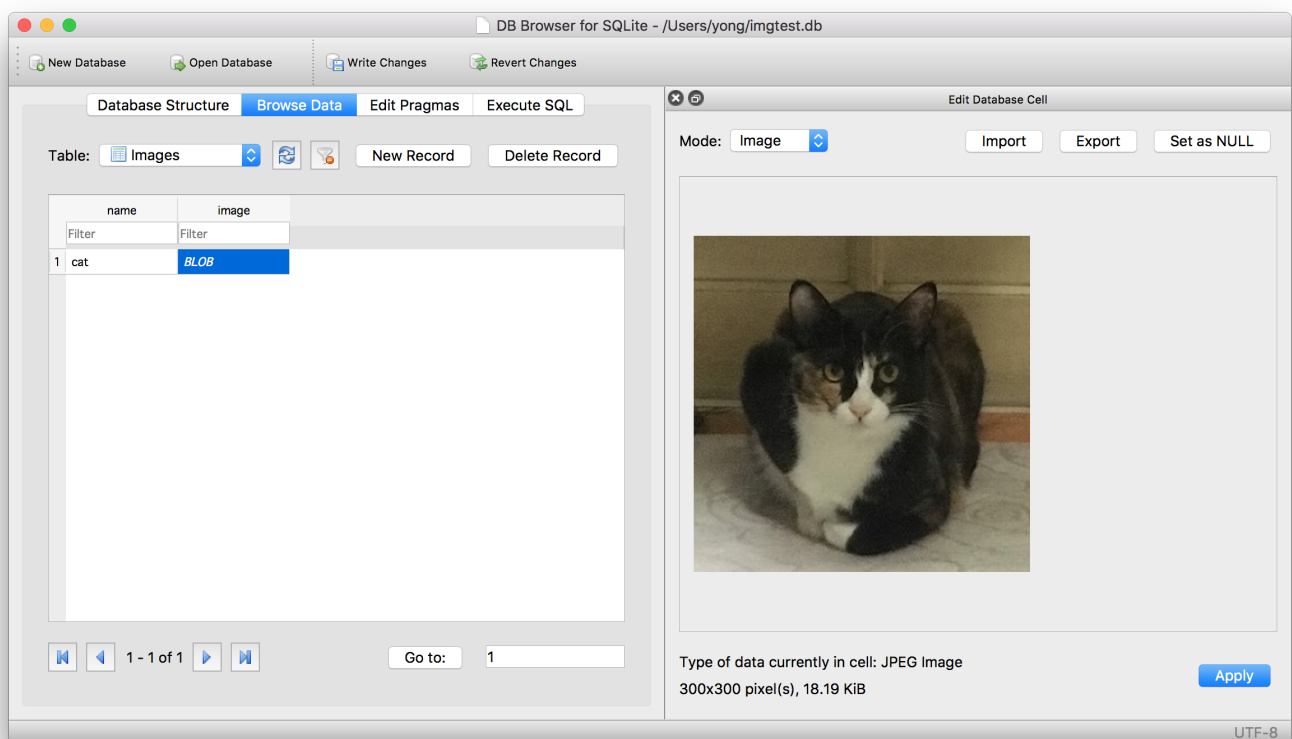 DB Browser for SQLite - /Users/yong/imgtest.db
New Database Open Database Write Changes Revert Changes
Database Structure Browse Data Edit Pragmas Execute SQL
Table: Images New Record Delete Record
name image
Filter Filter
1 cat BLOB
1 - 1 of 1 Go to: 1
Edit Database Cell
Mode: Image Import Export Set as NULL
Type of data currently in cell: JPEG Image
300x300 pixel(s), 18.19 KiB
Apply
UTF-8